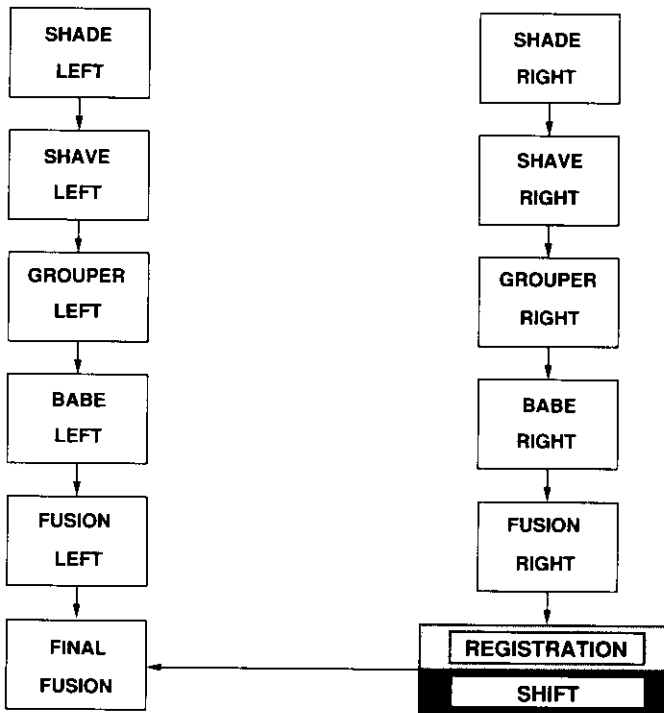 SHADE
LEFT
SHAVE
LEFT
GROUPER
LEFT
BABE
LEFT
FUSION
LEFT
FINAL
FUSION
SHADE
RIGHT
SHAVE
RIGHT
GROUPER
RIGHT
BABE
RIGHT
FUSION
RIGHT
REGISTRATION
SHIFT